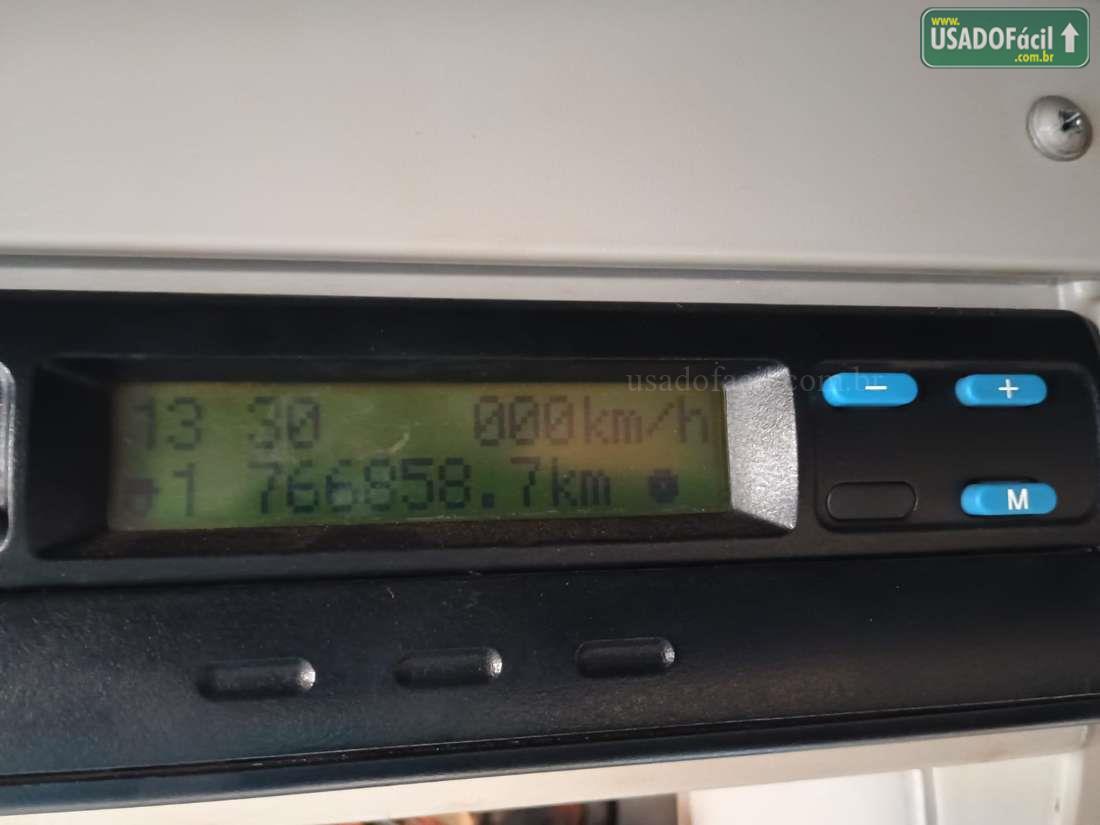 www.
USADOFácil
.com.br
usadofacil.com.br
- +
13 30 000km/h
1 766858.7km
M